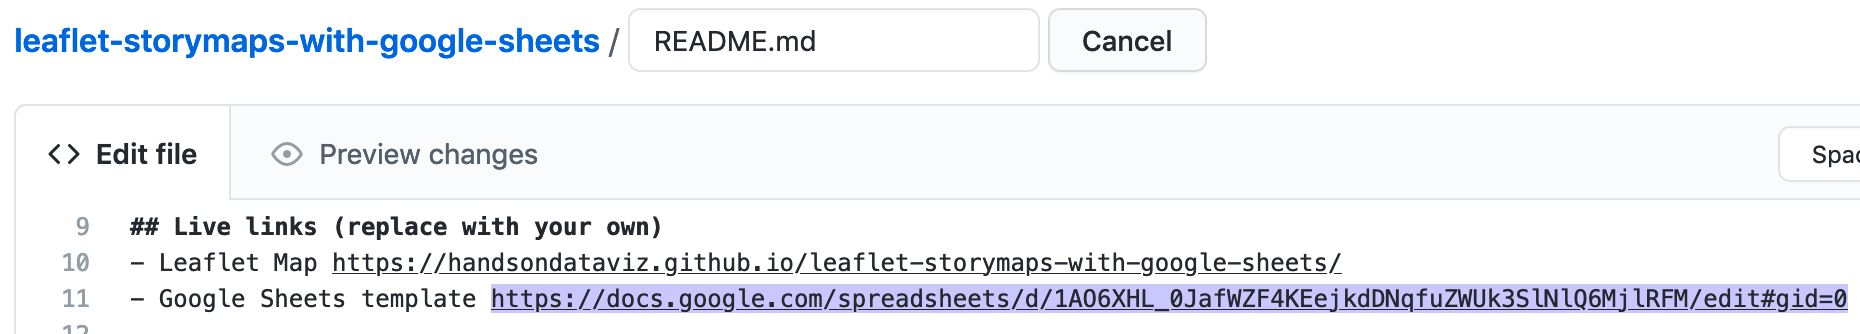 leaflet-storymaps-with-google-sheets / README.md Cancel
<> Edit file Preview changes
9 ## Live links (replace with your own)
10 - Leaflet Map https://handsondataviz.github.io/leaflet-storymaps-with-google-sheets/
11 - Google Sheets template https://docs.google.com/spreadsheets/d/1AO6XHL_0JafWZF4KEejkdDNqfuZWUk3SlNlQ6MjlRFM/edit#gid=0
12